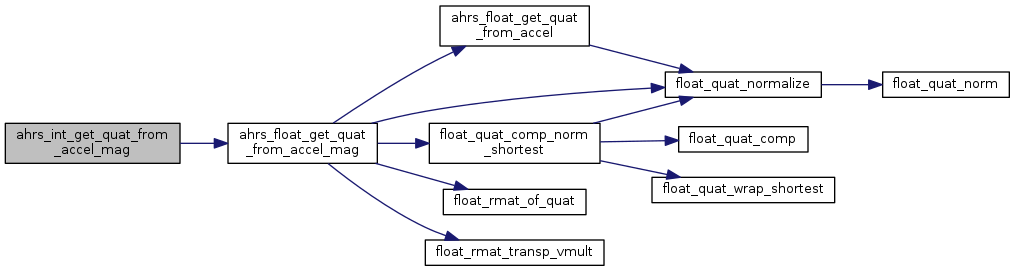 ahrs_int_get_quat_from
_accel_mag
ahrs_float_get_quat
_from_accel_mag
ahrs_float_get_quat
_from_accel
float_quat_comp_norm
_shortest
float_rmat_of_quat
float_rmat_transp_vmult
float_quat_normalize
float_quat_comp
float_quat_wrap_shortest
float_quat_norm